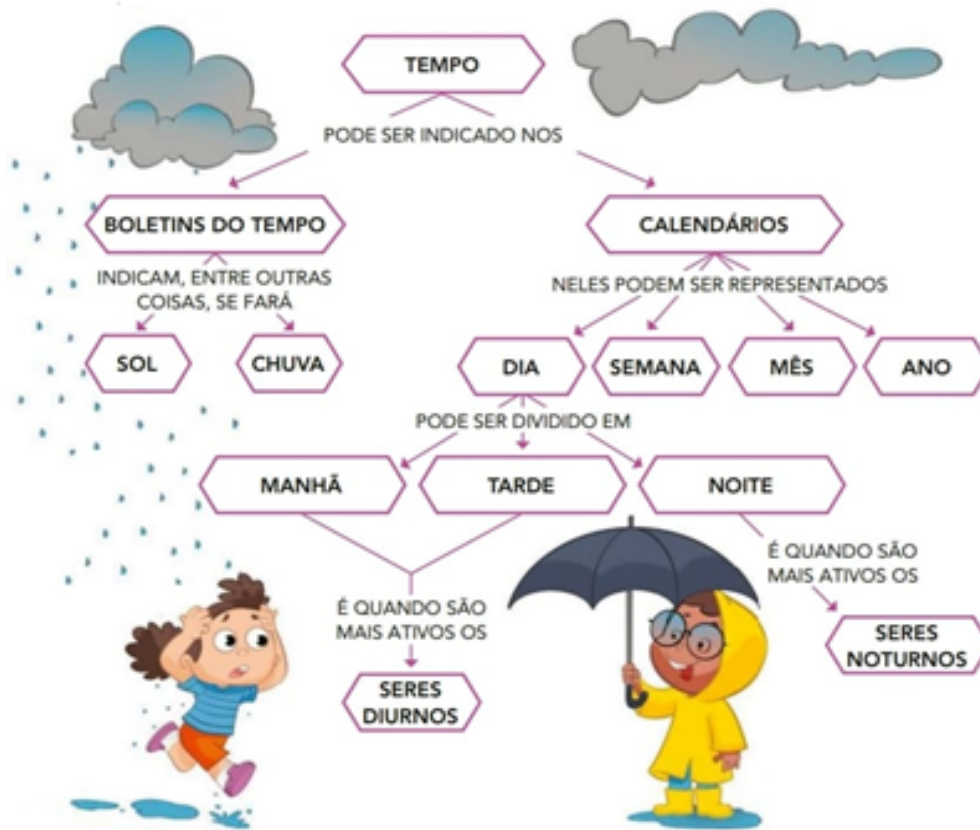 TEMPO
PODE SER INDICADO NOS
BOLETINS DO TEMPO
CALENDÁRIOS
INDICAM, ENTRE OUTRAS
COISAS, SE FARÁ
NELES PODEM SER REPRESENTADOS
SOL
CHUVA
DIA
SEMANA
MÊS
ANO
PODE SER DIVIDIDO EM
MANHÃ
TARDE
NOITE
É QUANDO SÃO
MAIS ATIVOS OS
SERES
DIURNOS
É QUANDO SÃO
MAIS ATIVOS OS
SERES
NOTURNOS